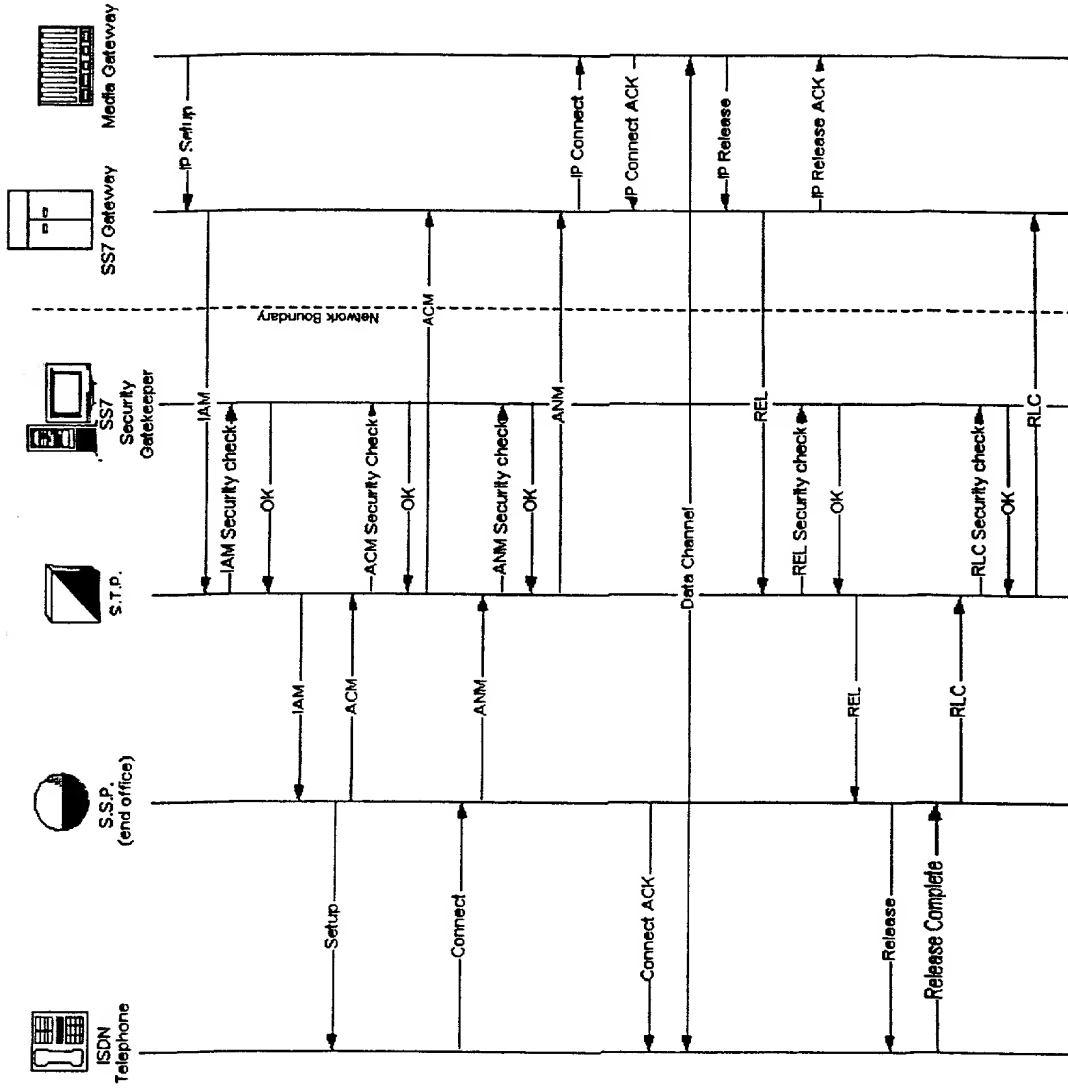 ISDN
Telephone
S.S.P.
(end office)
S.T.P.
SS7
Security
Gatekeeper
SS7 Gateway
Media Gateway
Network Boundary
IP Setup
IAM
IAM Security check
OK
IAM
Setup
ACM
ACM Security Check
OK
ACM
Connect
ANM
ANM Security check
OK
ANM
IP Connect
IP Connect ACK
Connect ACK
Data Channel
IP Release
REL
REL Security check
IP Release ACK
OK
REL
Release
Release Complete
RLC
RLC Security check
OK
RLC